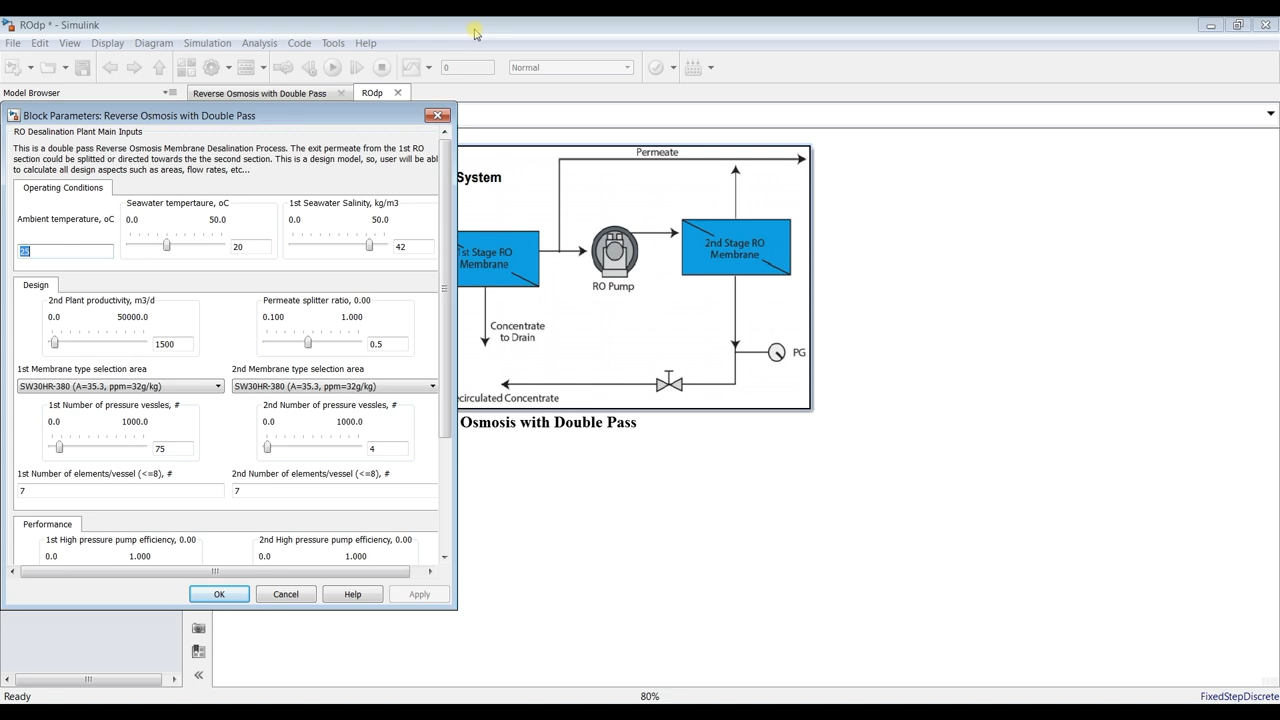 ROdp * - Simulink
File Edit View Display Diagram Simulation Analysis Code Tools Help
0 Normal
Model Browser Reverse Osmosis with Double Pass ROdp
Block Parameters: Reverse Osmosis with Double Pass
RO Desalination Plant Main Inputs
This is a double pass Reverse Osmosis Membrane Desalination Process. The exit permeate from the 1st RO
section could be splitted or directed towards the the second section. This is a design model, so, user will be abl
to calculate all design aspects such as areas, flow rates, etc...
Operating Conditions
Ambient temperature, oC
25
Seawater tempertaure, oC
0.0 50.0
20
1st Seawater Salinity, kg/m3
0.0 50.0
42
Design
2nd Plant productivity, m3/d
0.0 50000.0
1500
Permeate splitter ratio, 0.00
0.100 1.000
0.5
1st Membrane type selection area
SW30HR-380 (A=35.3, ppm=32g/kg)
2nd Membrane type selection area
SW30HR-380 (A=35.3, ppm=32g/kg)
1st Number of pressure vessles, #
0.0 1000.0
75
2nd Number of pressure vessles, #
0.0 1000.0
4
1st Number of elements/vessel (<=8), #
7
2nd Number of elements/vessel (<=8), #
7
Performance
1st High pressure pump efficiency, 0.00
0.0 1.000
2nd High pressure pump efficiency, 0.00
0.0 1.000
OK Cancel Help Apply
Permeate
System
1st Stage RO
Membrane
RO Pump
2nd Stage RO
Membrane
Concentrate
to Drain
PG
ecirculated Concentrate
Osmosis with Double Pass
Ready 80% FixedStepDiscrete